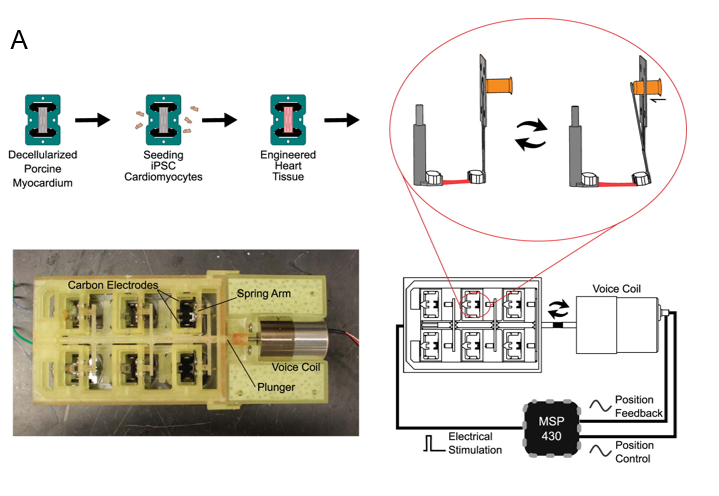 A
Decellularized
Porcine
Myocardium
Seeding
iPSC
Cardiomyocytes
Engineered
Heart
Tissue
Carbon Electrodes
Spring Arm
Voice Coil
Plunger
Voice Coil
MSP
430
Position
Feedback
Electrical
Stimulation
Position
Control